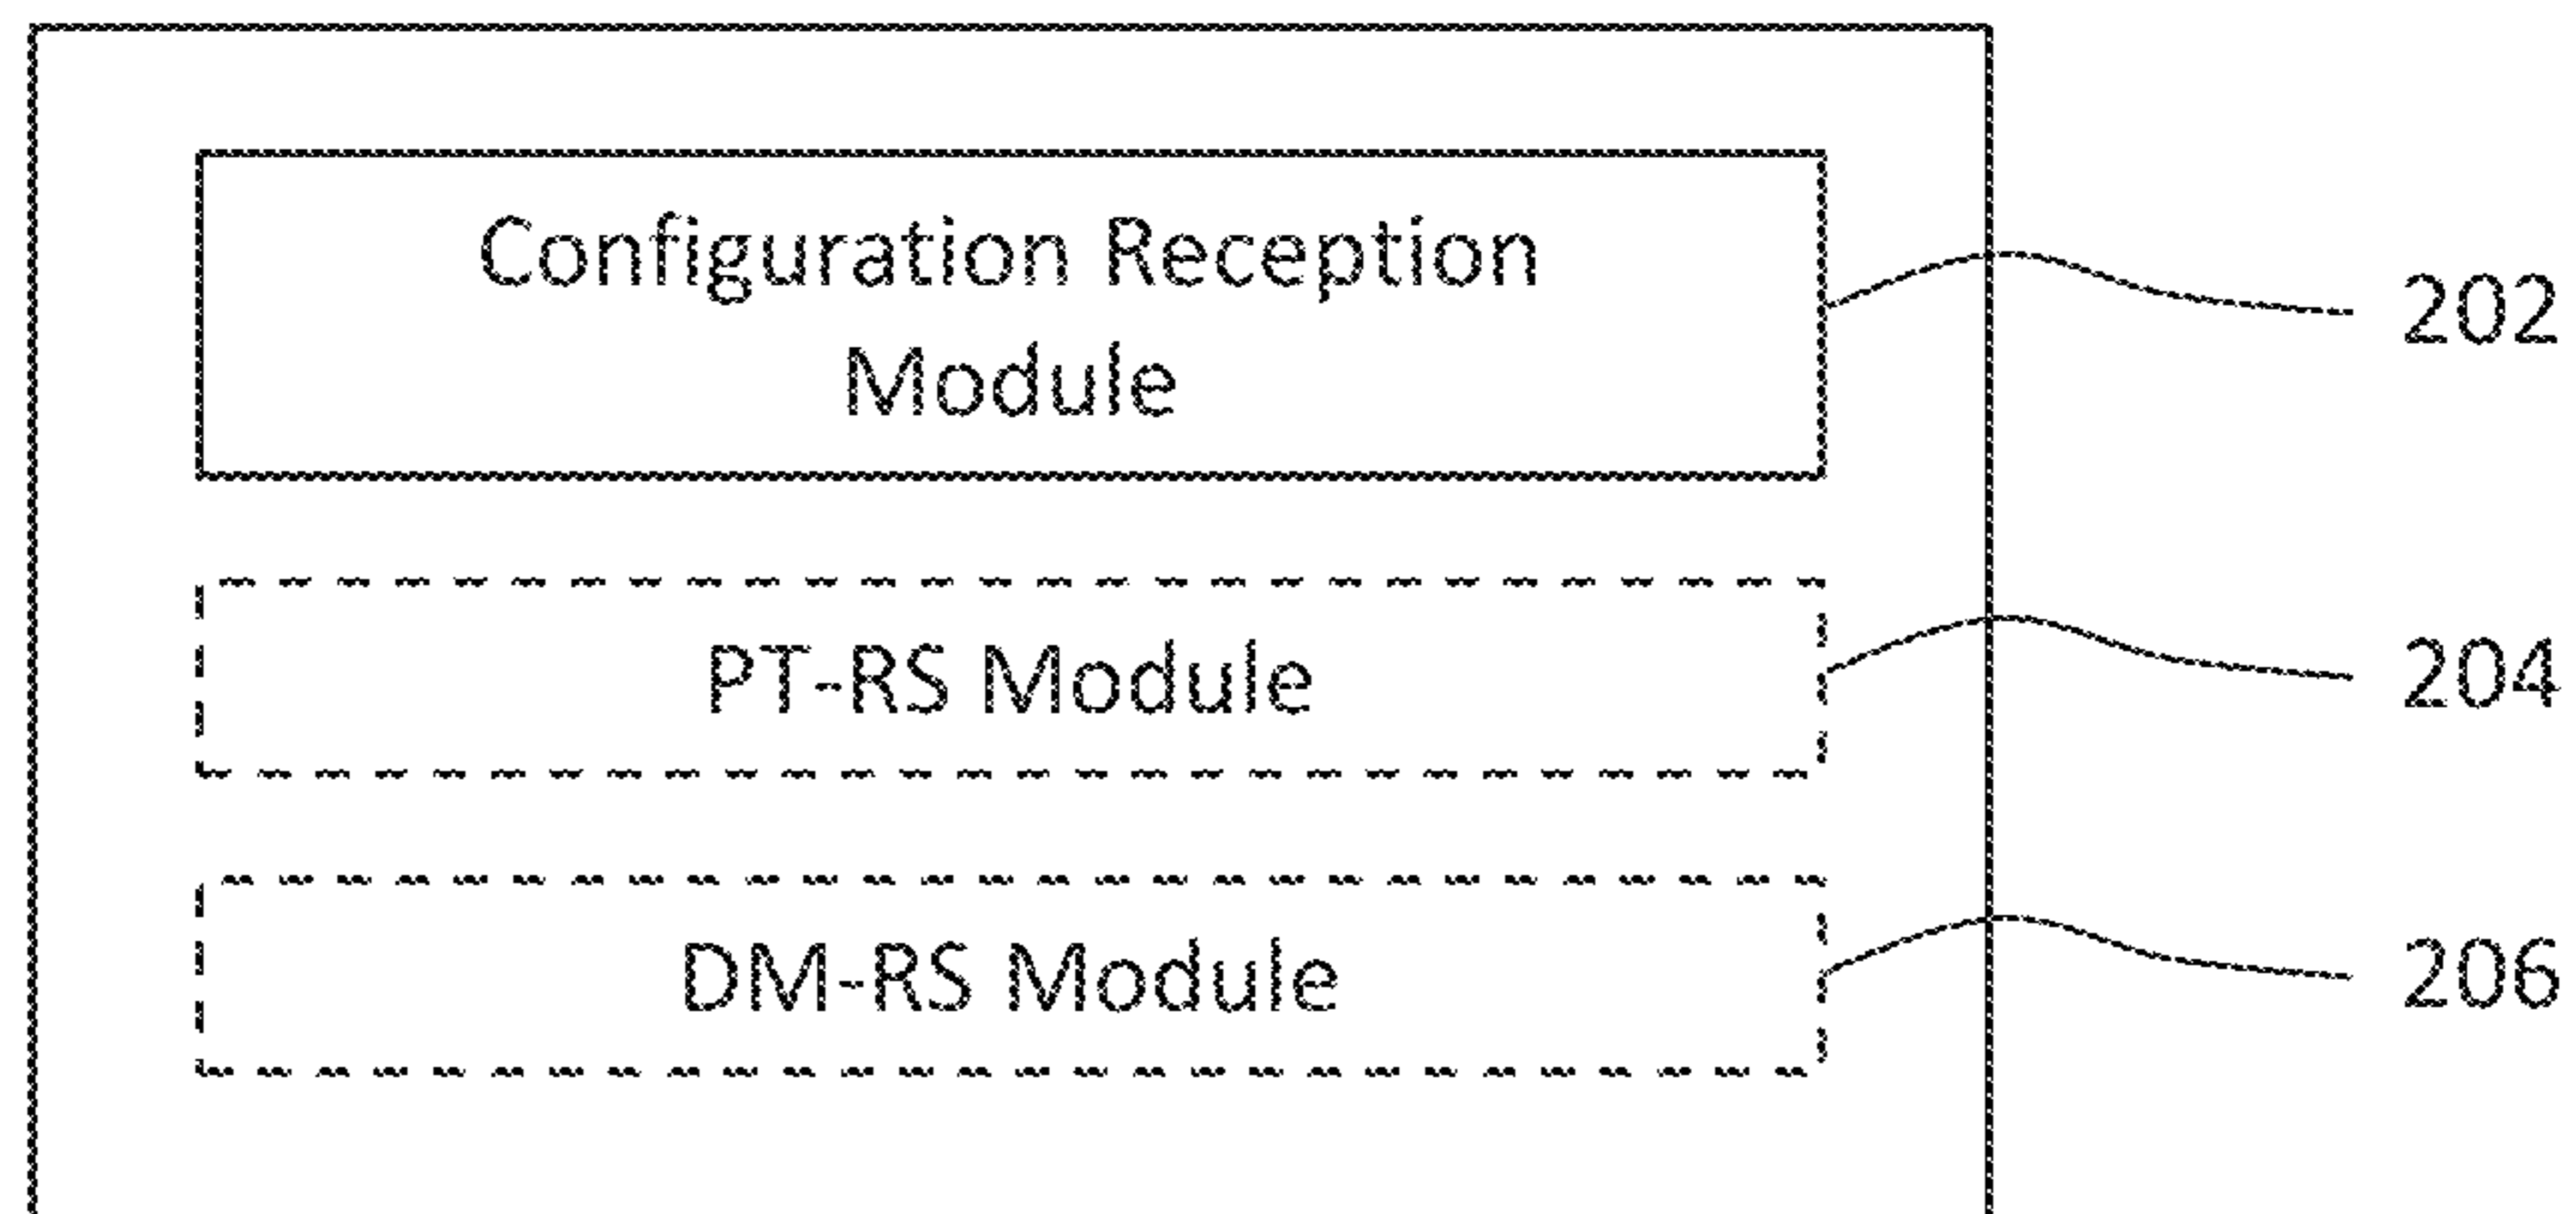 Configuration Reception
Module
202
PT-RS Module
204
DM-RS Module
206